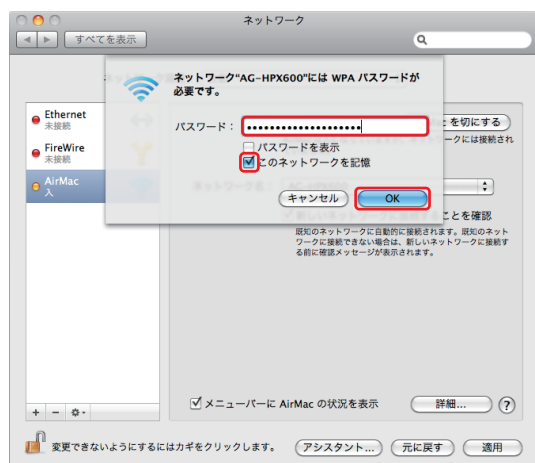 ネットワーク
すべてを表示
ネットワーク"AG-HPX600"には WPA パスワードが
必要です。
Ethernet
未接続
FireWire
未接続
AirMac
入
パスワード： ••••••••••••••••••••
パスワードを表示
このネットワークを記憶
キャンセル
OK
を切にする
ークには接続され
ことを確認
既知のネットワークに自動的に接続されます。既知のネット
ワークに接続できない場合は、新しいネットワークに接続す
る前に確認メッセージが表示されます。
メニューバーに AirMac の状況を表示
詳細...
?
変更できないようにするにはカギをクリックします。
アシスタント...
元に戻す
適用